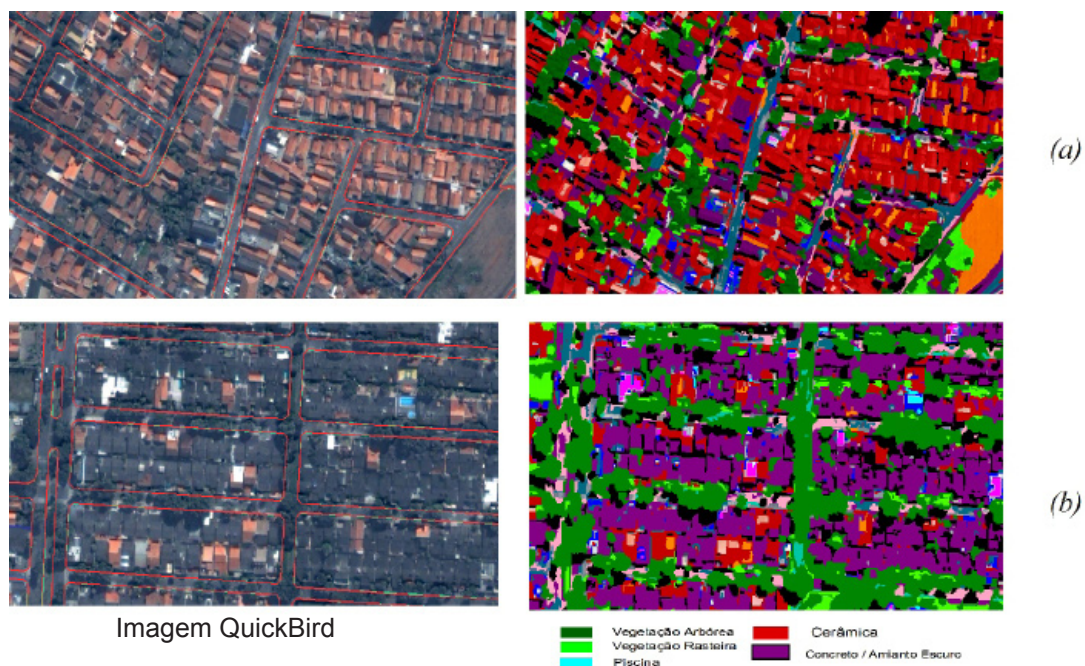 (a)
(b)
Imagem QuickBird
Vegetação Arbórea
Vegetação Rasteira
Piscina
Cerâmica
Concreto / Amianto Escuro